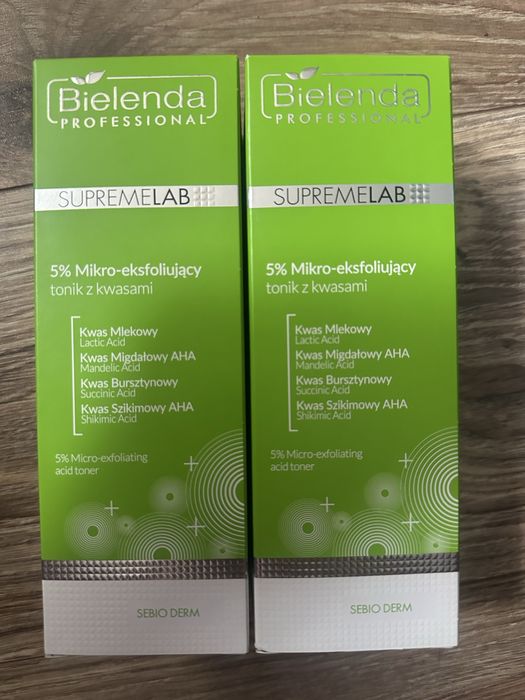 Bielenda
PROFESSIONAL
SUPREMELAB
5% Mikro-eksfoliujący
tonik z kwasami
Kwas Mlekowy
Lactic Acid
Kwas Migdałowy AHA
Mandelic Acid
Kwas Bursztynowy
Succinic Acid
Kwas Szikimowy AHA
Shikimic Acid
5% Micro-exfoliating
acid toner
SEBIO DERM
Bielenda
PROFESSIONAL
SUPREMELAB
5% Mikro-eksfoliujący
tonik z kwasami
Kwas Mlekowy
Lactic Acid
Kwas Migdałowy AHA
Mandelic Acid
Kwas Bursztynowy
Succinic Acid
Kwas Szikimowy AHA
Shikimic Acid
5% Micro-exfoliating
acid toner
SEBIO DERM